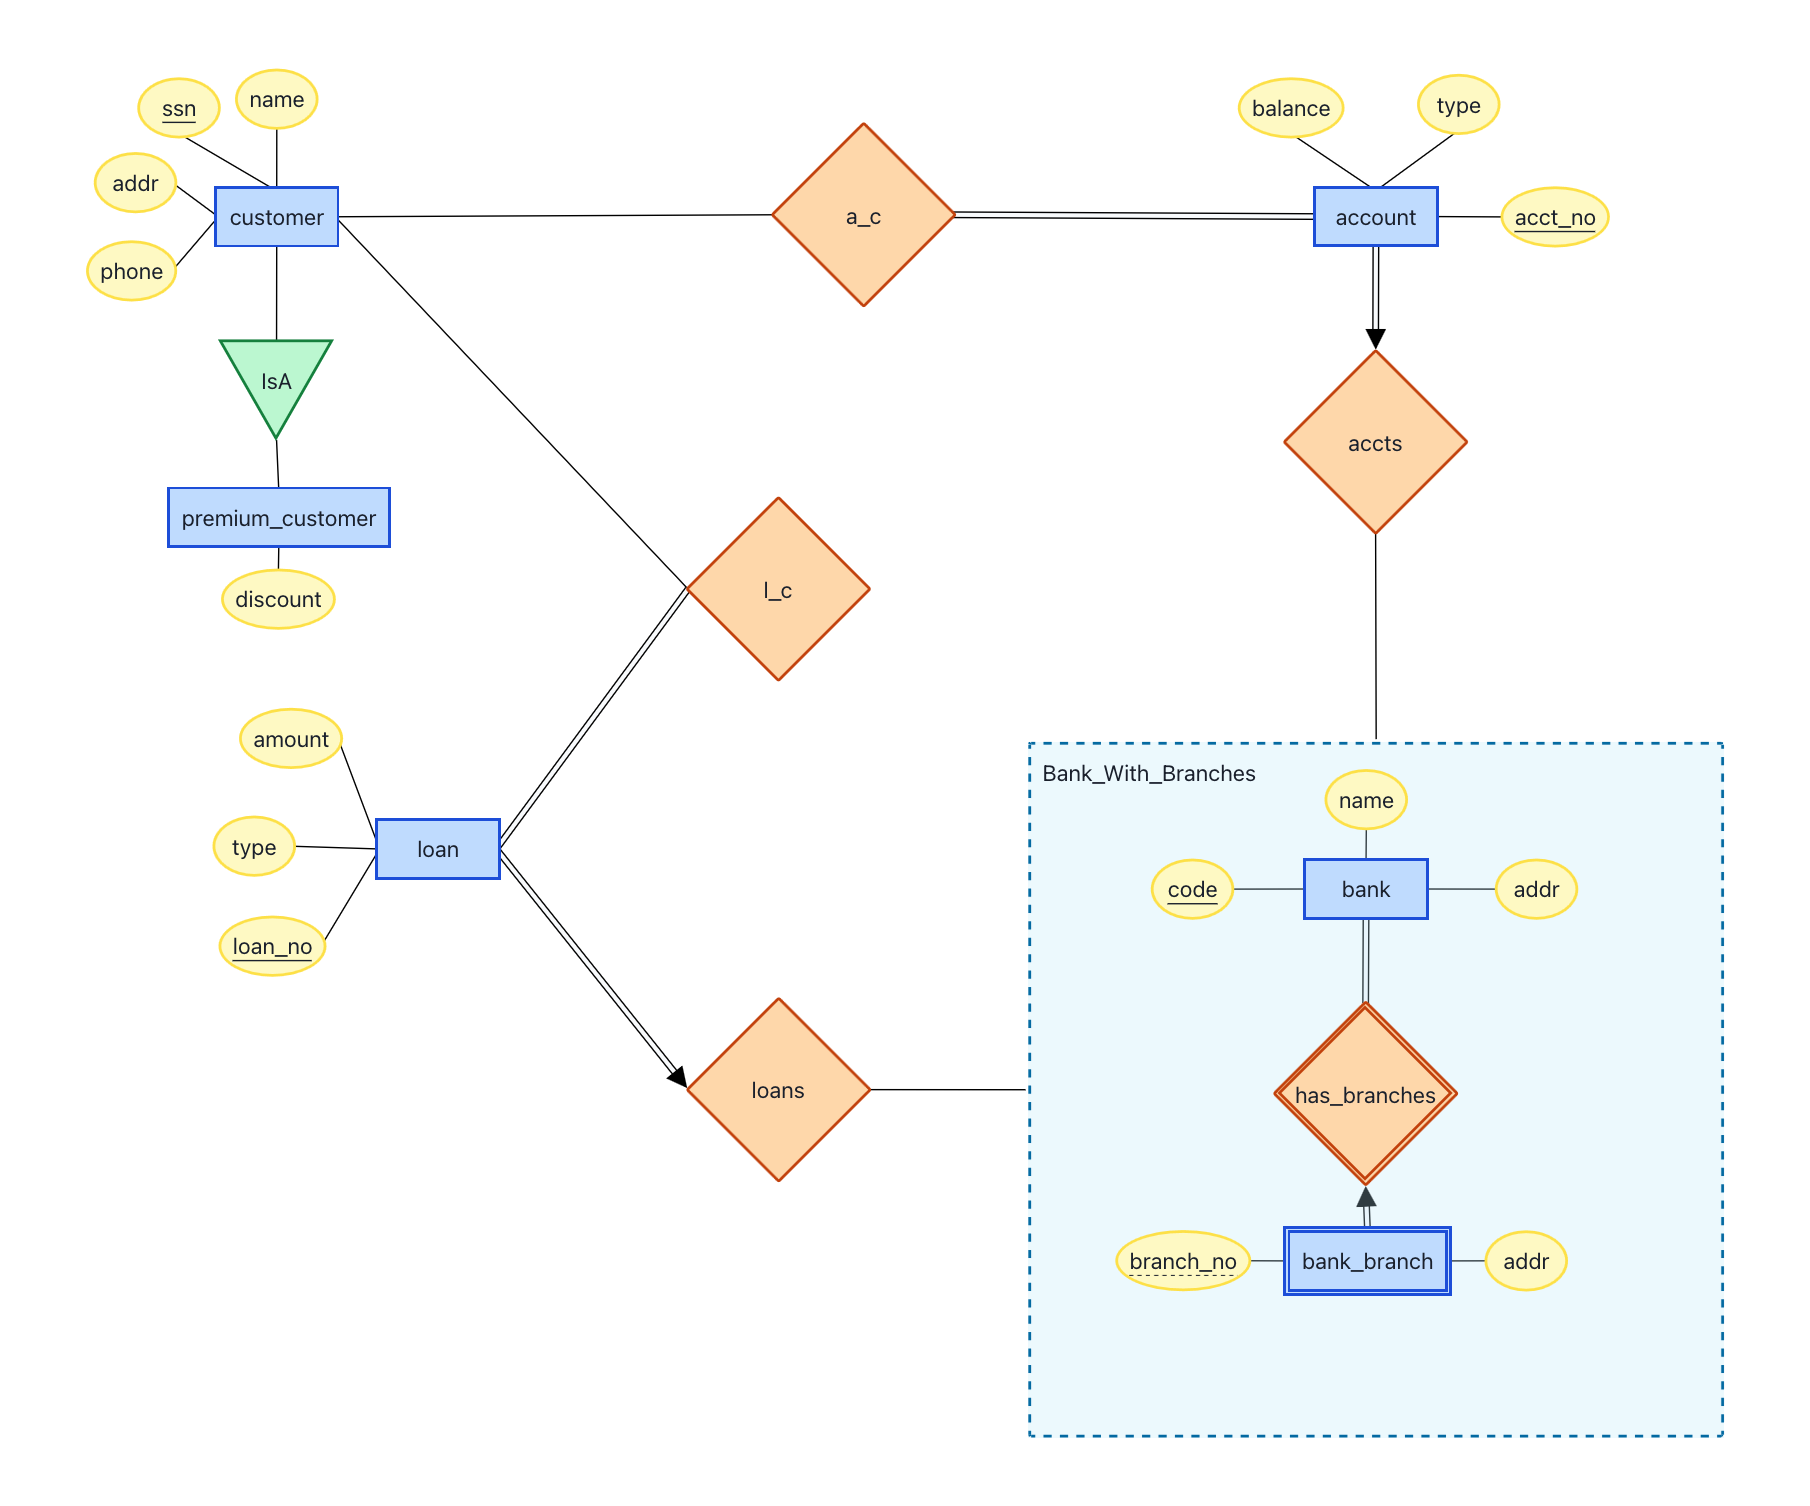 ssn
name
addr
customer
phone
IsA
premium_customer
discount
a_c
balance
type
account
acct_no
accts
l_c
amount
type
loan
loan_no
loans
Bank_With_Branches
name
code
bank
addr
has_branches
branch_no
bank_branch
addr